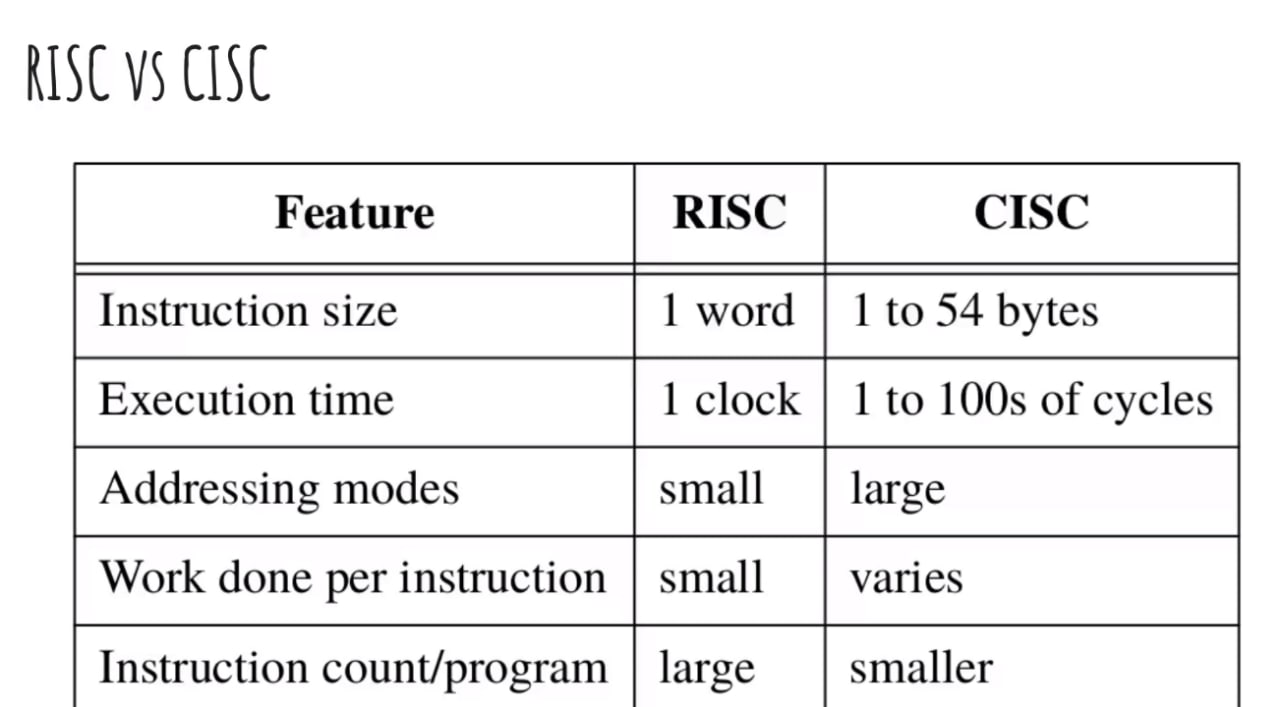 RISC vs CISC
Feature RISC CISC
Instruction size 1 word 1 to 54 bytes
Execution time 1 clock 1 to 100s of cycles
Addressing modes small large
Work done per instruction small varies
Instruction count/program large smaller